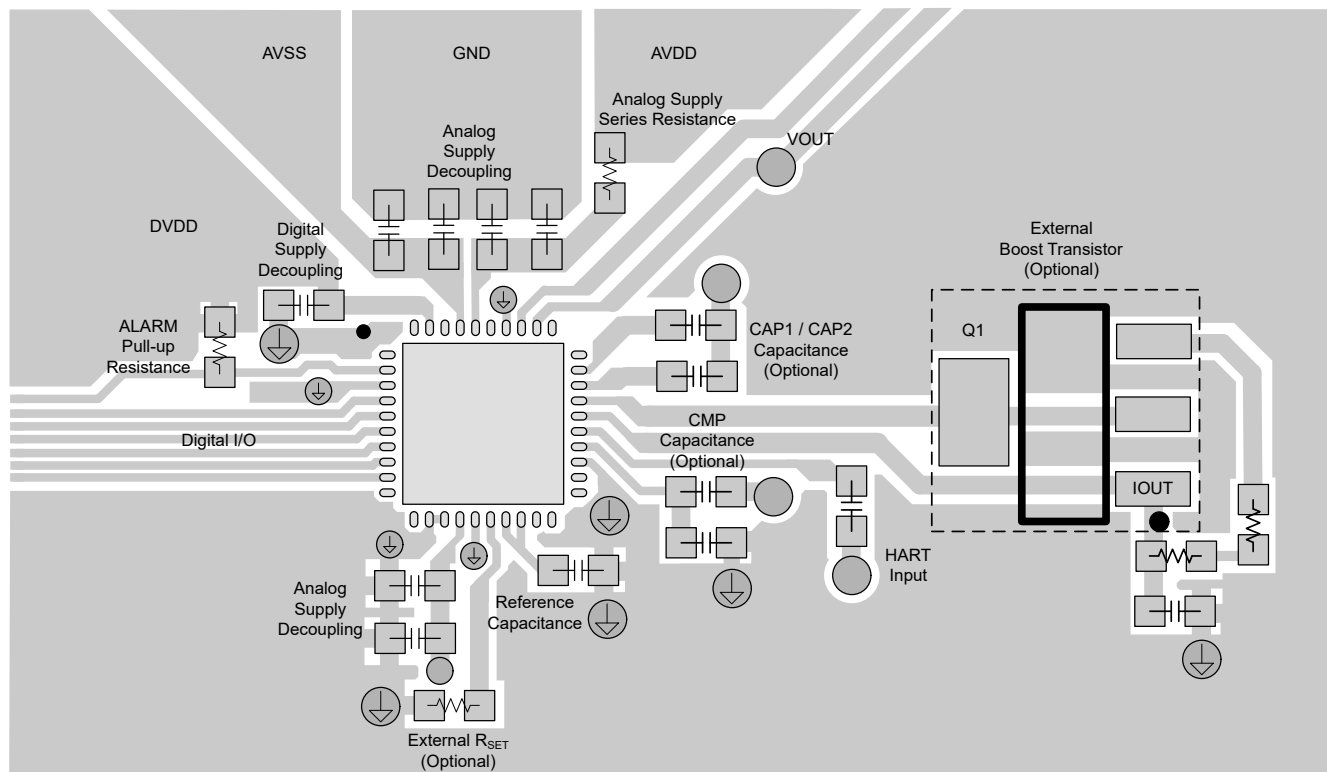 AVSS
GND
AVDD
Analog Supply
Series Resistance
Analog
Supply
Decoupling
VOUT
DVDD
Digital
Supply
Decoupling
External
Boost Transistor
(Optional)
ALARM
Pull-up
Resistance
CAP1 / CAP2
Capacitance
(Optional)
Q1
Digital I/O
CMP
Capacitance
(Optional)
IOUT
HART
Input
Analog
Supply
Decoupling
Reference
Capacitance
External RSET
(Optional)